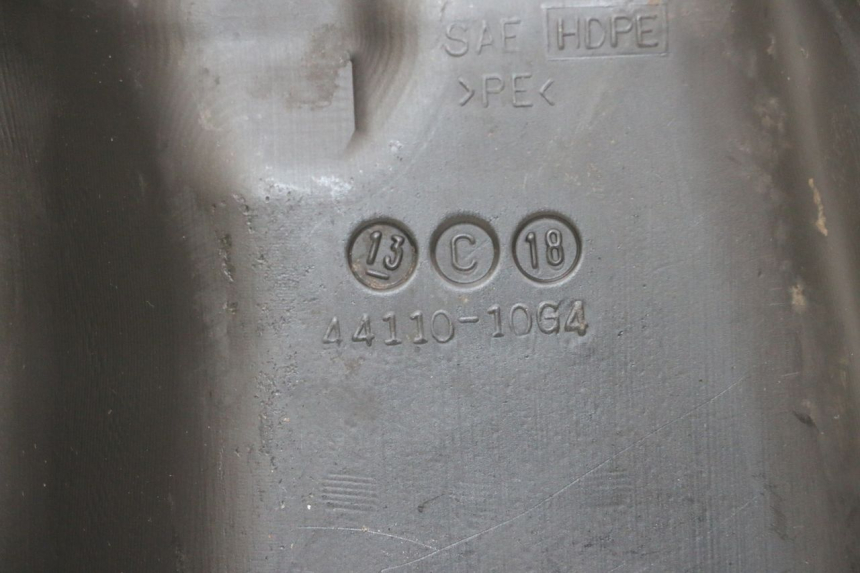 SAE HDPE
>PE<
13 C 18
44110-10G4